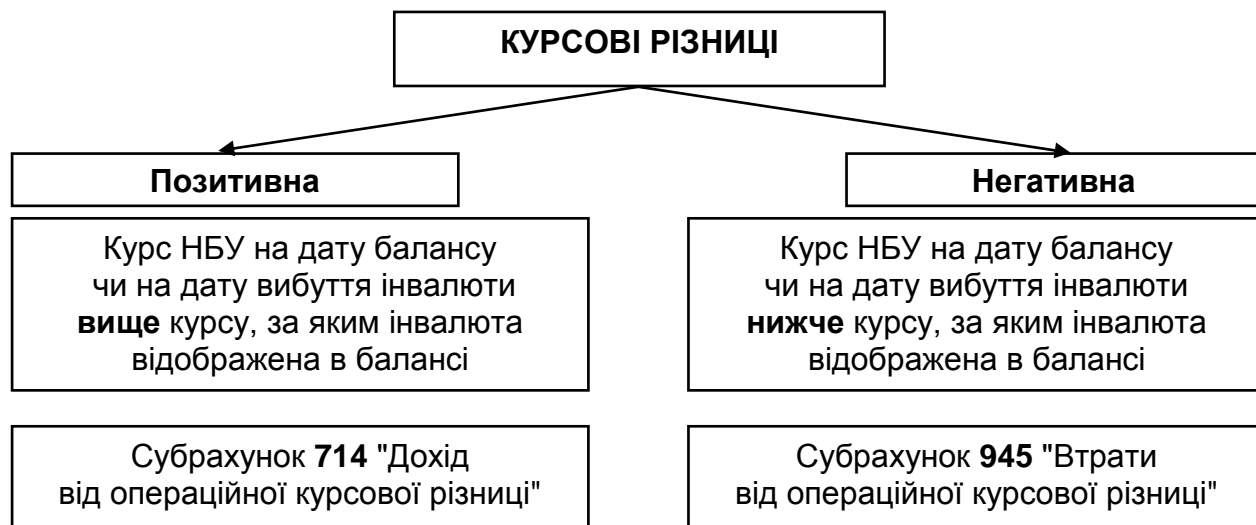 КУРСОВІ РІЗНИЦІ
Позитивна
Курс НБУ на дату балансу
чи на дату вибуття інвалюти
вище курсу, за яким інвалюта
відображена в балансі
Субрахунок 714 "Дохід
від операційної курсової різниці"
Негативна
Курс НБУ на дату балансу
чи на дату вибуття інвалюти
нижче курсу, за яким інвалюта
відображена в балансі
Субрахунок 945 "Втрати
від операційної курсової різниці"